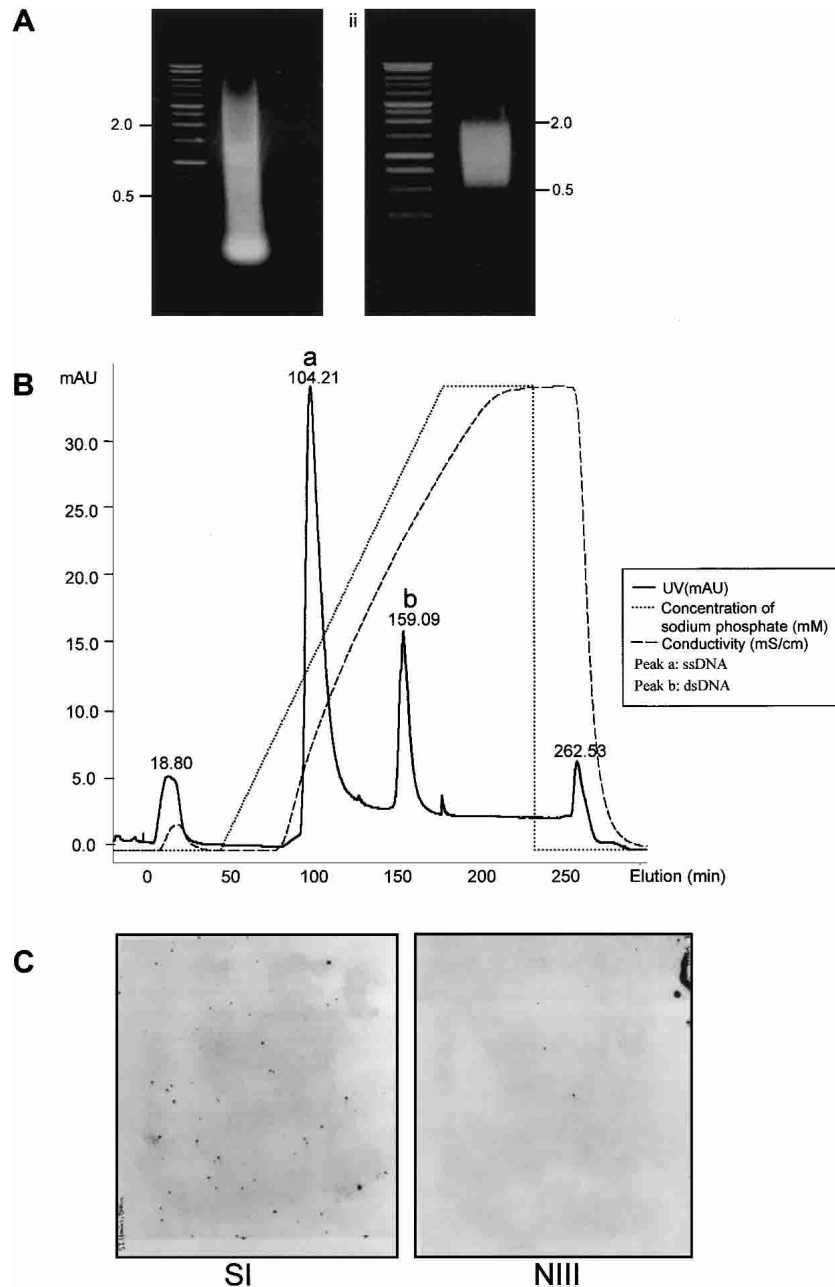 A
ii
2.0
0.5
2.0
0.5
B
mAU
a
104.21
30.0
25.0
20.0
15.0
10.0
5.0
0.0
b
159.09
18.80
262.53
0
50
100
150
200
250
Elution (min)
UV(mAU)
Concentration of
sodium phosphate (mM)
Conductivity (mS/cm)
Peak a: ssDNA
Peak b: dsDNA
C
SI
NIII